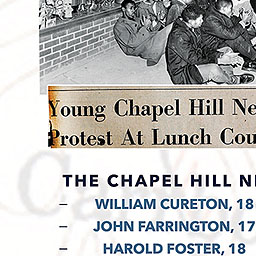 Young Chapel Hill Ne
Protest At Lunch Cou
THE CHAPEL HILL N
– WILLIAM CURETON, 18
– JOHN FARRINGTON, 17
– HAROLD FOSTER, 18